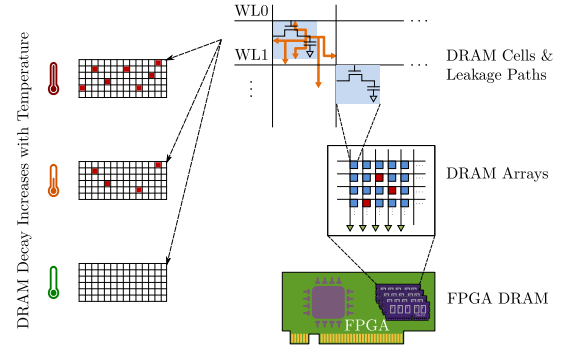 WL0
WL1
DRAM Cells &
Leakage Paths
DRAM Decay Increases with Temperature
DRAM Arrays
FPGA DRAM
FPGA